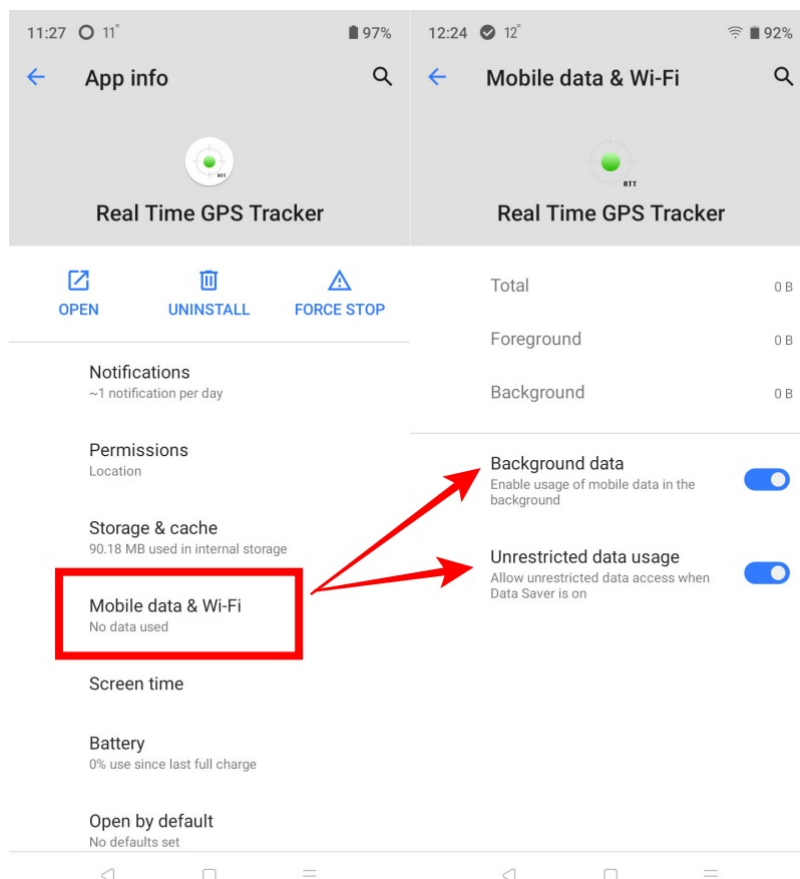 11:27 11°
97%
App info
RTT
Real Time GPS Tracker
OPEN
UNINSTALL
FORCE STOP
Notifications
~1 notification per day
Permissions
Location
Storage & cache
90.18 MB used in internal storage
Mobile data & Wi-Fi
No data used
Screen time
Battery
0% use since last full charge
Open by default
No defaults set
12:24 12°
92%
Mobile data & Wi-Fi
RTT
Real Time GPS Tracker
Total 0 B
Foreground 0 B
Background 0 B
Background data
Enable usage of mobile data in the
background
Unrestricted data usage
Allow unrestricted data access when
Data Saver is on